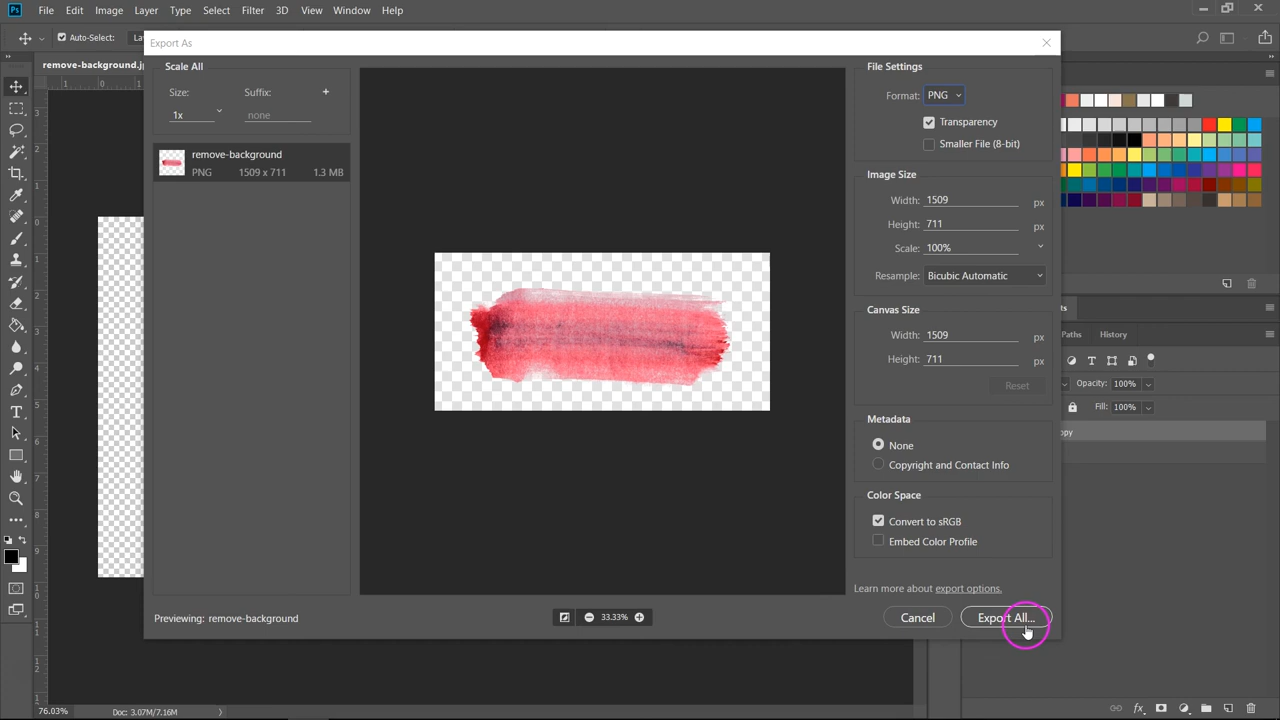 Ps File Edit Image Layer Type Select Filter 3D View Window Help
Auto-Select:
remove-background.jp
Export As
Scale All
Size: Suffix:
1x none
remove-background
PNG 1509 x 711 1.3 MB
File Settings
Format: PNG
Transparency
Smaller File (8-bit)
Image Size
Width: 1509 px
Height: 711 px
Scale: 100%
Resample: Bicubic Automatic
Canvas Size
Width: 1509 px
Height: 711 px
Reset
Metadata
None
Copyright and Contact Info
Color Space
Convert to sRGB
Embed Color Profile
Learn more about export options.
Previewing: remove-background
33.33%
Cancel Export All...
Paths History
Opacity: 100%
Fill: 100%
76.03% Doc: 3.07M/7.16M